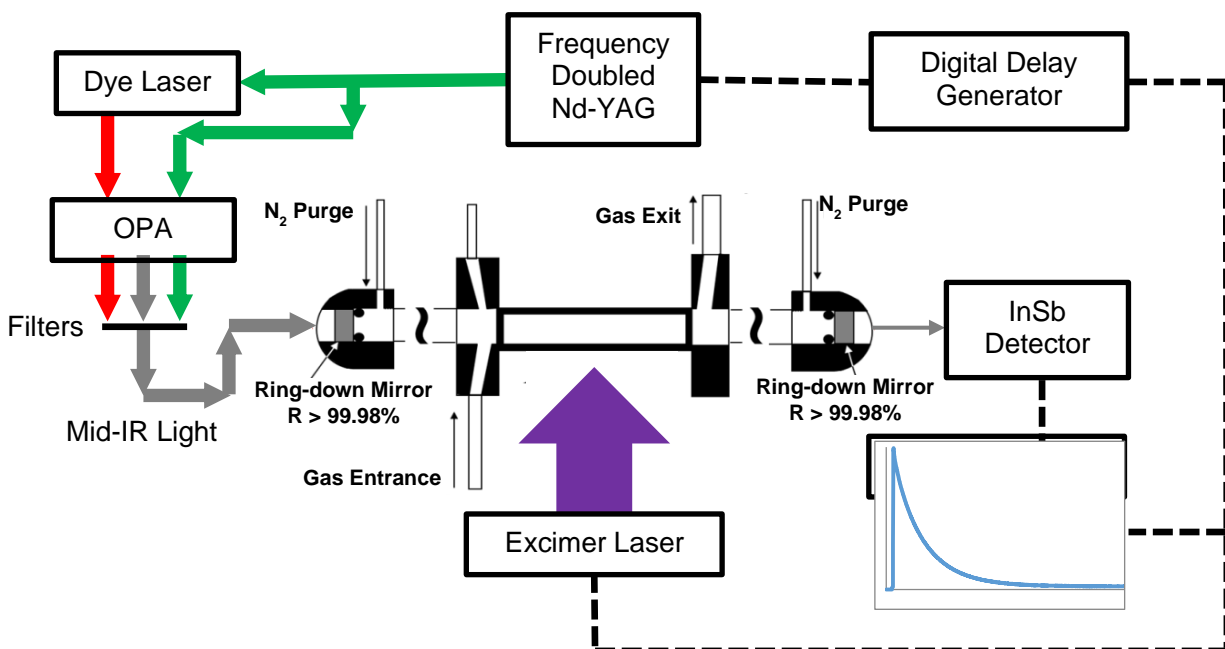 Frequency
Doubled
Nd-YAG
Digital Delay
Generator
Dye Laser
OPA
N₂ Purge
Gas Exit
N₂ Purge
Filters
InSb
Detector
Ring-down Mirror
R > 99.98%
Ring-down Mirror
R > 99.98%
Mid-IR Light
Gas Entrance
Excimer Laser